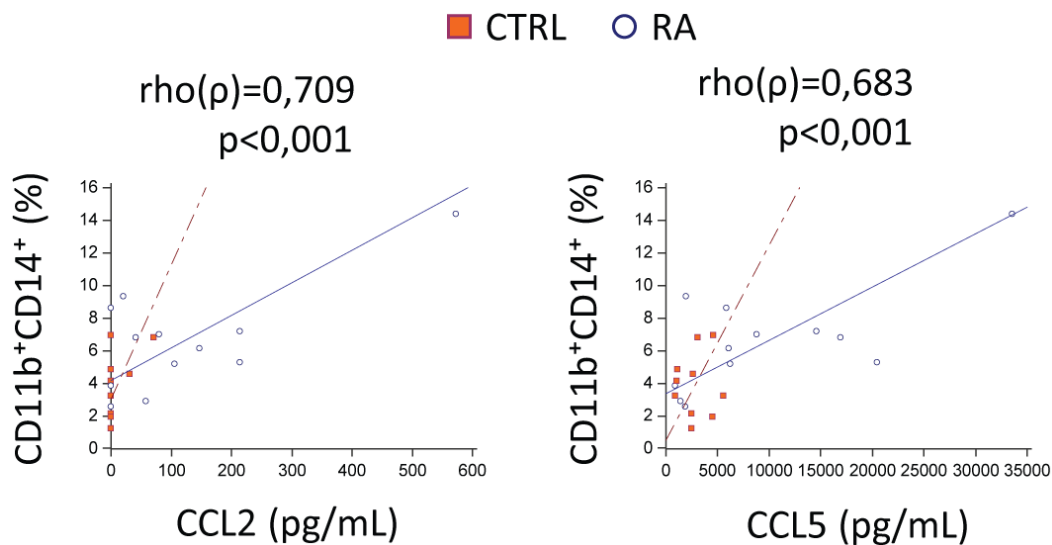 CTRL RA
rho(ρ)=0,709
p<0,001
CD11b⁺CD14⁺ (%)
16
14
12
10
8
6
4
2
0
0 100 200 300 400 500 600
CCL2 (pg/mL)
rho(ρ)=0,683
p<0,001
CD11b⁺CD14⁺ (%)
16
14
12
10
8
6
4
2
0
0 5000 10000 15000 20000 25000 30000 35000
CCL5 (pg/mL)